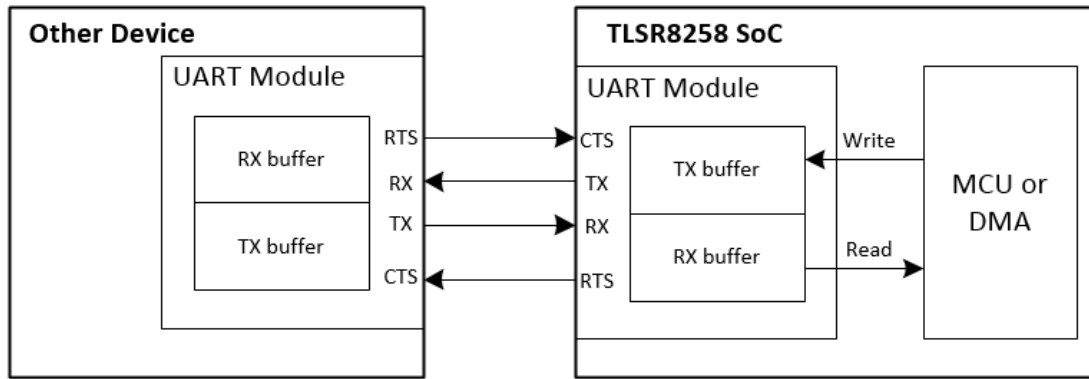 Other Device
UART Module
RX buffer
TX buffer
RTS
RX
TX
CTS
TLSR8258 SoC
UART Module
CTS
TX
RX
RTS
TX buffer
RX buffer
Write
Read
MCU or
DMA